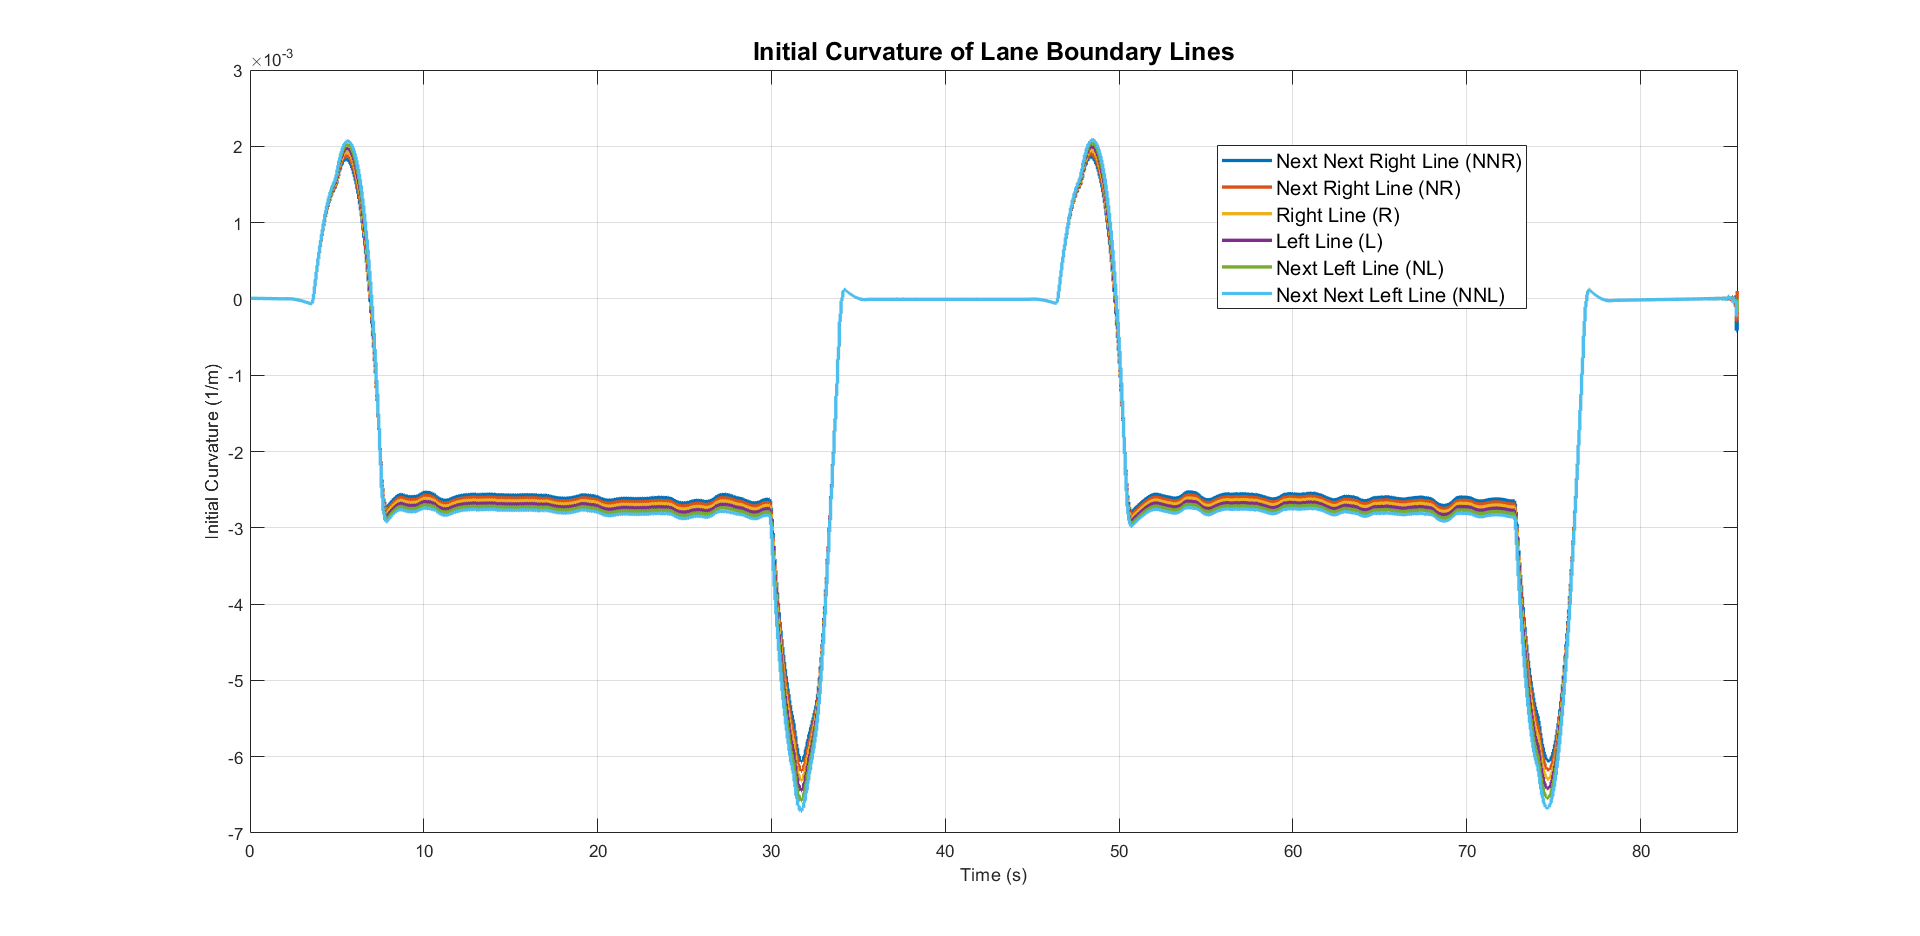 Initial Curvature of Lane Boundary Lines
×10-3
3
2
1
0
-1
-2
-3
-4
-5
-6
-7
Initial Curvature (1/m)
Next Next Right Line (NNR)
Next Right Line (NR)
Right Line (R)
Left Line (L)
Next Left Line (NL)
Next Next Left Line (NNL)
0 10 20 30 40 50 60 70 80
Time (s)